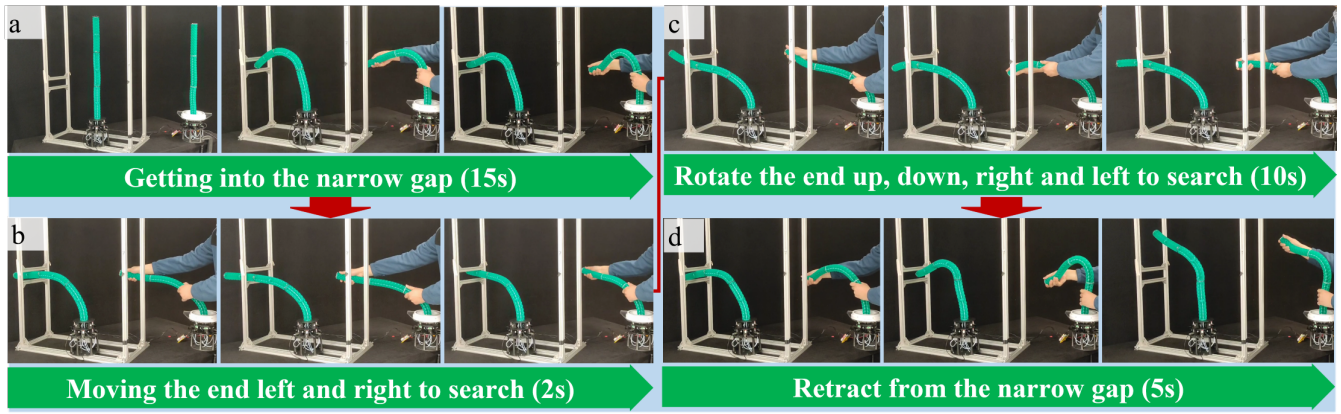 a
Getting into the narrow gap (15s)
b
Moving the end left and right to search (2s)
c
Rotate the end up, down, right and left to search (10s)
d
Retract from the narrow gap (5s)